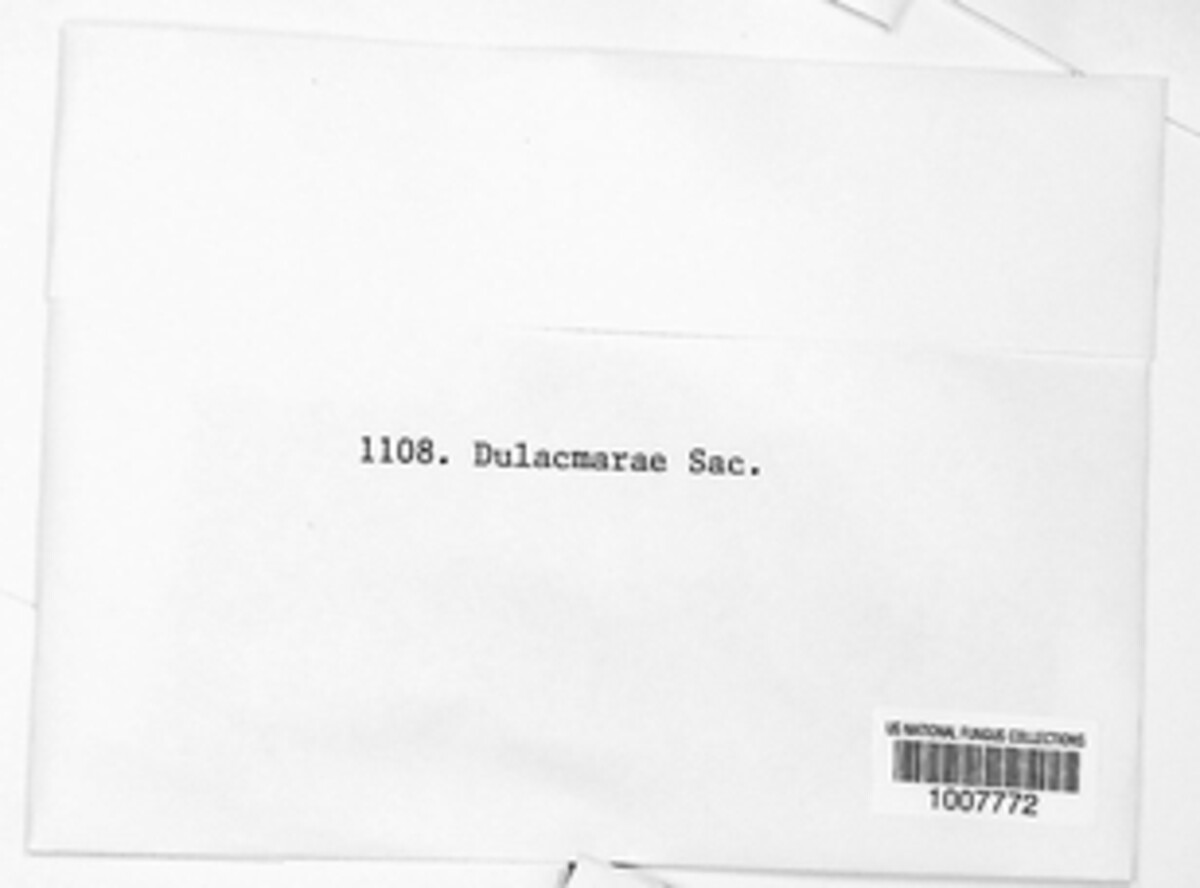 1108. Dulacmarae Sac.
US NATIONAL FUNGUS COLLECTIONS
1007772